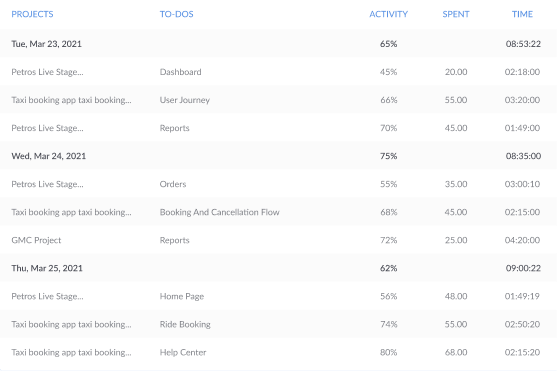 PROJECTS TO-DOS ACTIVITY SPENT TIME
Tue, Mar 23, 2021 65% 08:53:22
Petros Live Stage... Dashboard 45% 20.00 02:18:00
Taxi booking app taxi booking... User Journey 66% 55.00 03:20:00
Petros Live Stage... Reports 70% 45.00 01:49:00
Wed, Mar 24, 2021 75% 08:35:00
Petros Live Stage... Orders 55% 35.00 03:00:10
Taxi booking app taxi booking... Booking And Cancellation Flow 68% 45.00 02:15:00
GMC Project Reports 72% 25.00 04:20:00
Thu, Mar 25, 2021 62% 09:00:22
Petros Live Stage... Home Page 56% 48.00 01:49:19
Taxi booking app taxi booking... Ride Booking 74% 55.00 02:50:20
Taxi booking app taxi booking... Help Center 80% 68.00 02:15:20